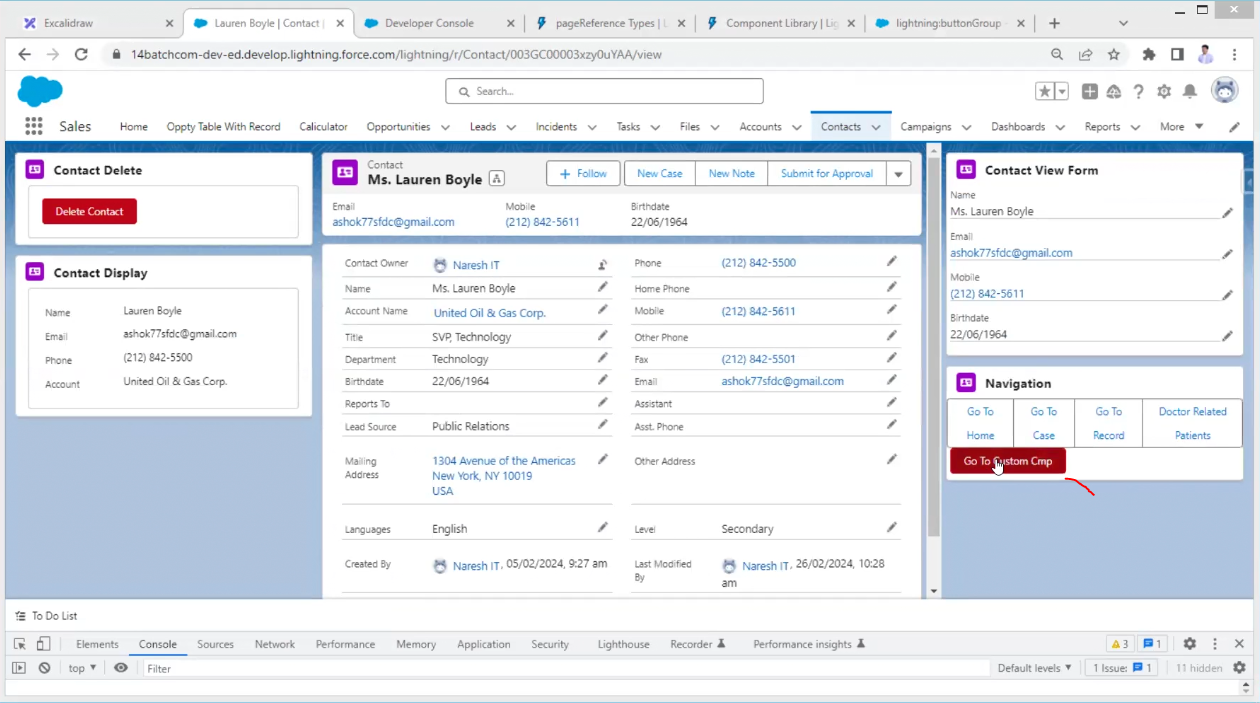 Excalidraw
Lauren Boyle | Contact |
Developer Console
pageReference Types | L
Component Library | Lig
lightning:buttonGroup
14batchcom-dev-ed.develop.lightning.force.com/lightning/r/Contact/003GC00003xzy0uYAA/view
Search...
Sales Home Oppty Table With Record Calculator Opportunities Leads Incidents Tasks Files Accounts Contacts Campaigns Dashboards Reports More
Contact Delete
Delete Contact
Contact Display
Name Lauren Boyle
Email ashok77sfdc@gmail.com
Phone (212) 842-5500
Account United Oil & Gas Corp.
Contact
Ms. Lauren Boyle
Follow New Case New Note Submit for Approval
Email Mobile Birthdate
ashok77sfdc@gmail.com (212) 842-5611 22/06/1964
Contact Owner Naresh IT Phone (212) 842-5500
Name Ms. Lauren Boyle Home Phone
Account Name United Oil & Gas Corp. Mobile (212) 842-5611
Title SVP, Technology Other Phone
Department Technology Fax (212) 842-5501
Birthdate 22/06/1964 Email ashok77sfdc@gmail.com
Reports To Assistant
Lead Source Public Relations Asst. Phone
Mailing Address 1304 Avenue of the Americas Other Address
New York, NY 10019
USA
Languages English Level Secondary
Created By Naresh IT, 05/02/2024, 9:27 am Last Modified By Naresh IT, 26/02/2024, 10:28 am
Contact View Form
Name
Ms. Lauren Boyle
Email
ashok77sfdc@gmail.com
Mobile
(212) 842-5611
Birthdate
22/06/1964
Navigation
Go To Home
Go To Case
Go To Record
Doctor Related Patients
Go To Custom Cmp
To Do List
Elements Console Sources Network Performance Memory Application Security Lighthouse Recorder Performance insights 3 1
top Filter Default levels 1 Issue: 1 11 hidden